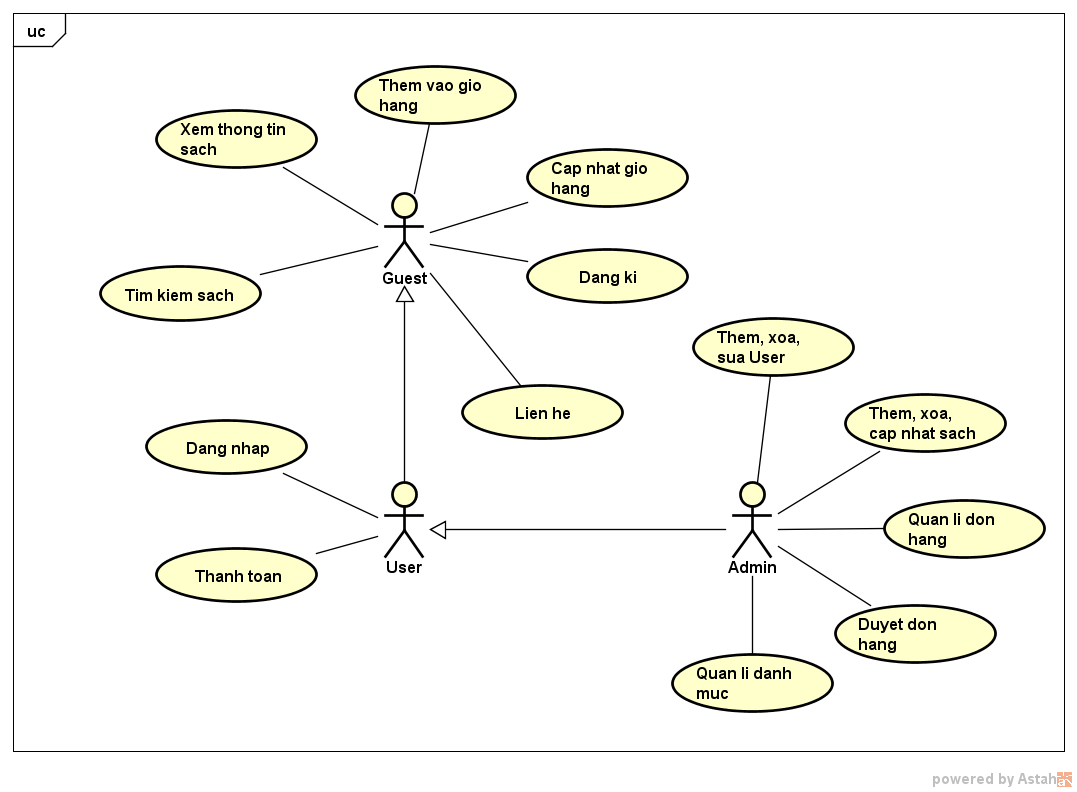 uc
Them vao gio
hang
Xem thong tin
sach
Cap nhat gio
hang
Guest
Dang ki
Tim kiem sach
Them, xoa,
sua User
Lien he
Them, xoa,
cap nhat sach
Dang nhap
Quan li don
hang
User
Admin
Thanh toan
Duyet don
hang
Quan li danh
muc
powered by Astah